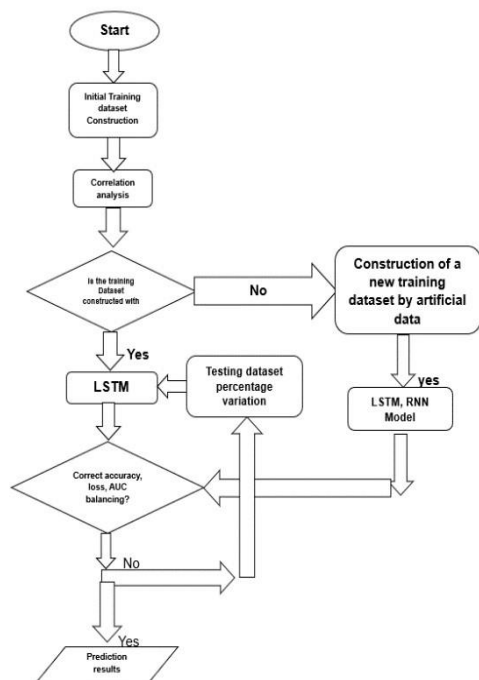 Start
Initial Training
dataset
Construction
Correlation
analysis
Is the training
Dataset
constructed with
No
Construction of a
new training
dataset by artificial
data
Yes
yes
LSTM
Testing dataset
percentage
variation
LSTM, RNN
Model
Correct accuracy,
loss, AUC
balancing?
No
Yes
Prediction
results